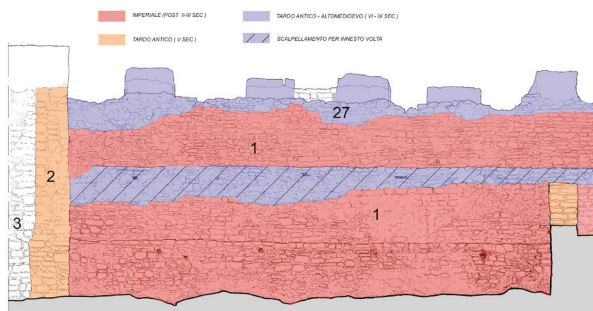 IMPERIALE (POST II-III SEC )
TARDO ANTICO - ALTOMEDIOEVO ( VI - IX SEC )
TARDO ANTICO ( V SEC )
SCALPELLAMENTO PER INNESTO VOLTA
27
1
2
3
1